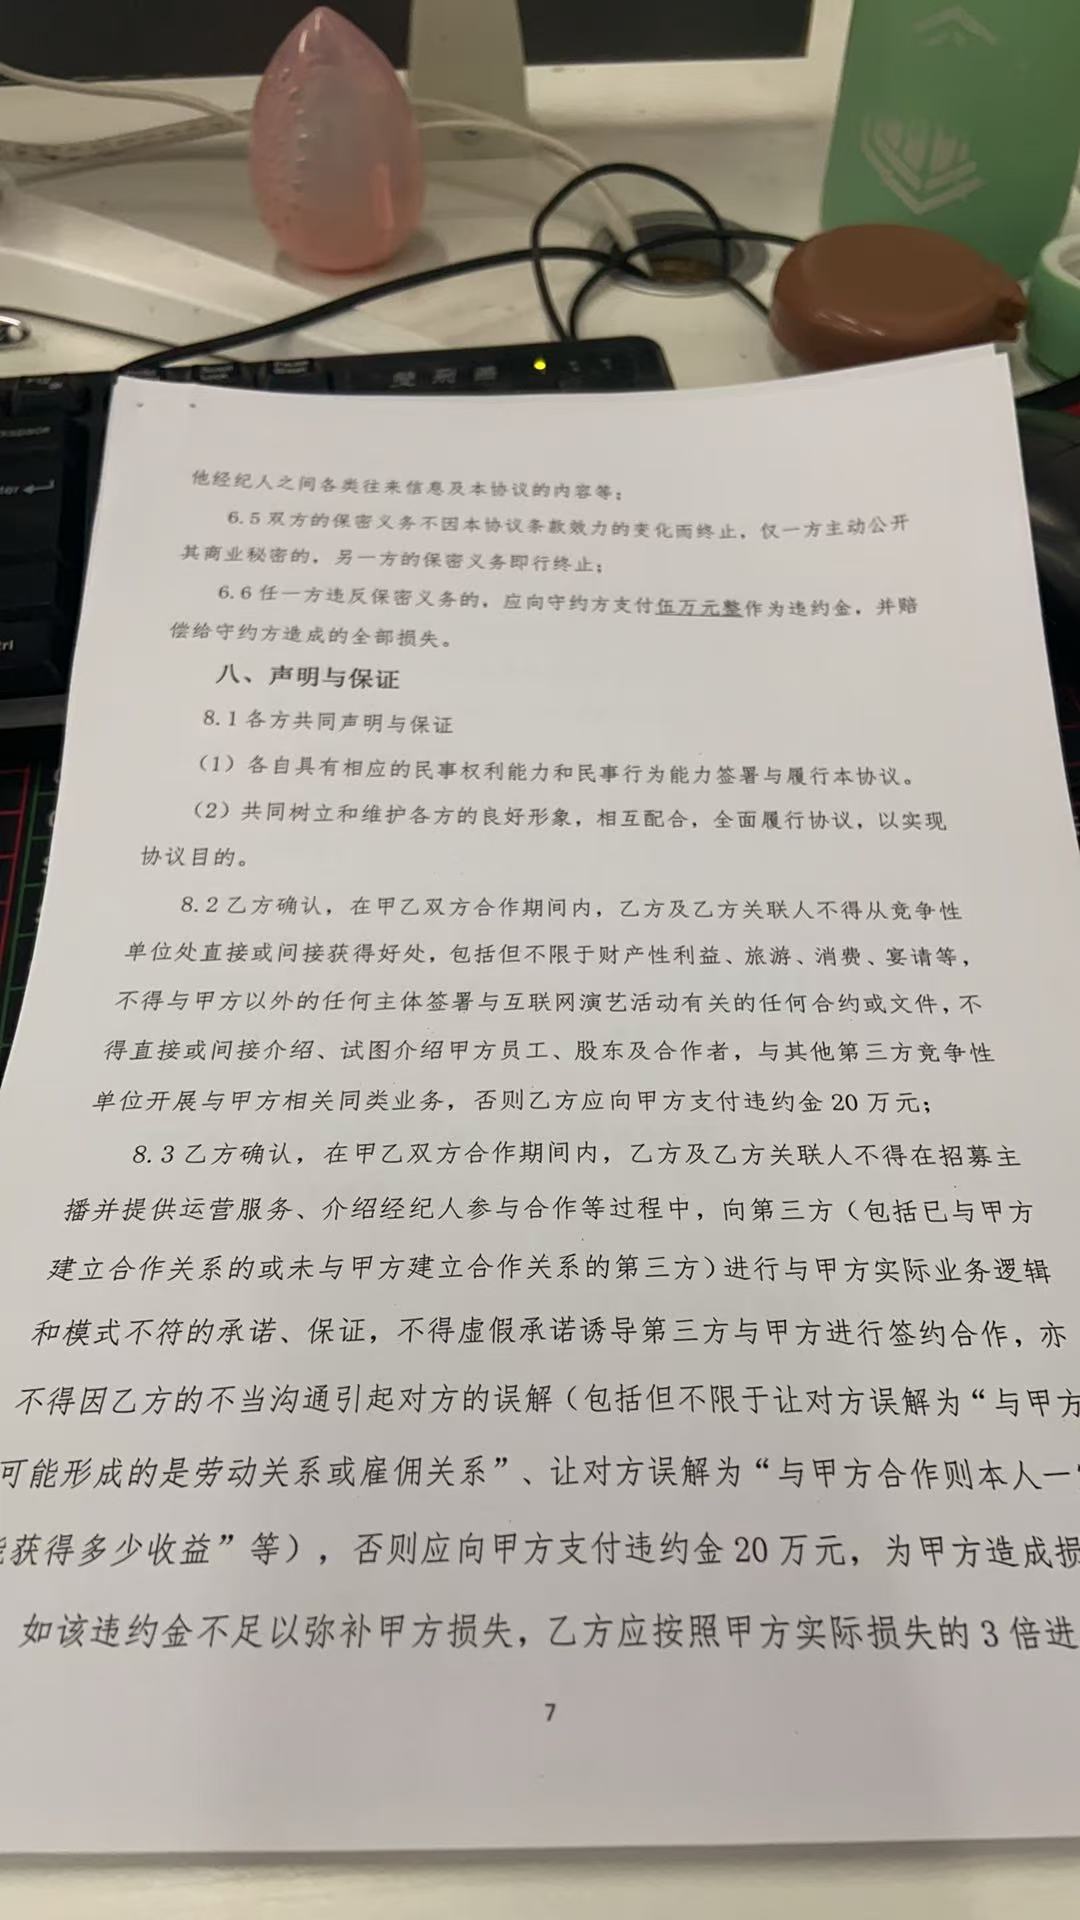 他经纪人之间各类往来信息及本协议的内容等；
6.5 双方的保密义务不因本协议条款效力的变化而终止，仅一方主动公开
其商业秘密的，另一方的保密义务即行终止；
6.6 任一方违反保密义务的，应向守约方支付伍万元整作为违约金，并赔
偿给守约方造成的全部损失。
八、声明与保证
8.1 各方共同声明与保证
（1）各自具有相应的民事权利能力和民事行为能力签署与履行本协议。
（2）共同树立和维护各方的良好形象，相互配合，全面履行协议，以实现
协议目的。
8.2 乙方确认，在甲乙双方合作期间内，乙方及乙方关联人不得从竞争性
单位处直接或间接获得好处，包括但不限于财产性利益、旅游、消费、宴请等，
不得与甲方以外的任何主体签署与互联网演艺活动有关的任何合约或文件，不
得直接或间接介绍、试图介绍甲方员工、股东及合作者，与其他第三方竞争性
单位开展与甲方相关同类业务，否则乙方应向甲方支付违约金 20 万元；
8.3 乙方确认，在甲乙双方合作期间内，乙方及乙方关联人不得在招募主
播并提供运营服务、介绍经纪人参与合作等过程中，向第三方（包括已与甲方
建立合作关系的或未与甲方建立合作关系的第三方）进行与甲方实际业务逻辑
和模式不符的承诺、保证，不得虚假承诺诱导第三方与甲方进行签约合作，亦
不得因乙方的不当沟通引起对方的误解（包括但不限于让对方误解为“与甲方
可能形成的是劳动关系或雇佣关系”、让对方误解为“与甲方合作则本人一
获得多少收益”等），否则应向甲方支付违约金 20 万元，为甲方造成损
如该违约金不足以弥补甲方损失，乙方应按照甲方实际损失的 3 倍进
7